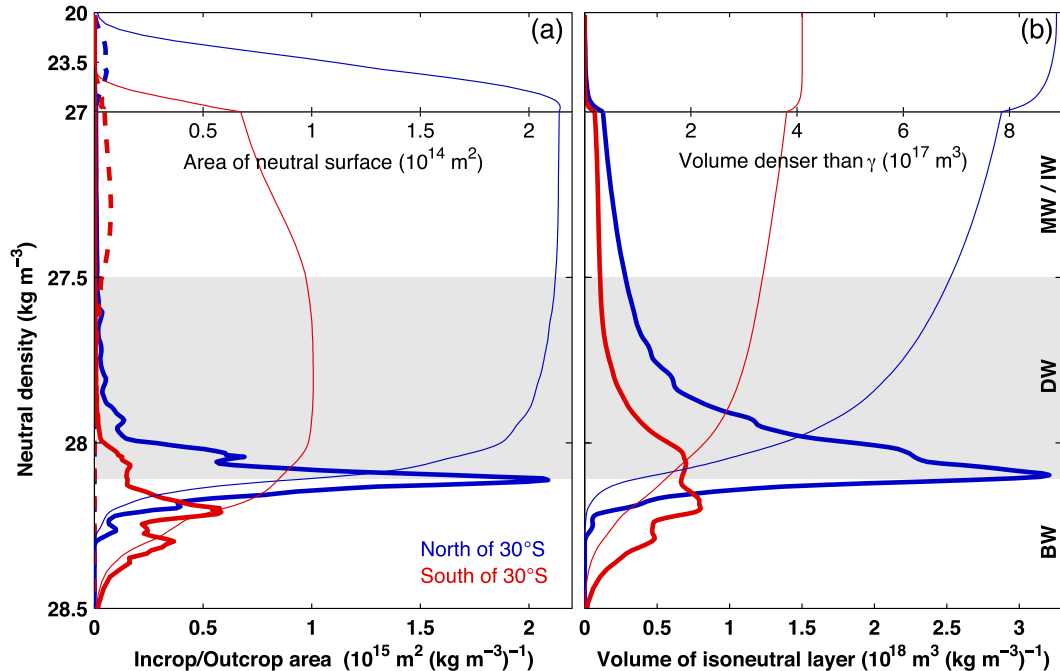 (a)
(b)
20
23.5
27
27.5
28
28.5
Neutral density (kg m⁻³)
0.5 1 1.5 2
Area of neutral surface (10¹⁴ m²)
2 4 6 8
Volume denser than γ (10¹⁷ m³)
MW / IW
DW
BW
North of 30°S
South of 30°S
0 0.5 1 1.5 2
0 0.5 1 1.5 2 2.5 3
Incrop/Outcrop area (10¹⁵ m² (kg m⁻³)⁻¹)
Volume of isoneutral layer (10¹⁸ m³ (kg m⁻³)⁻¹)